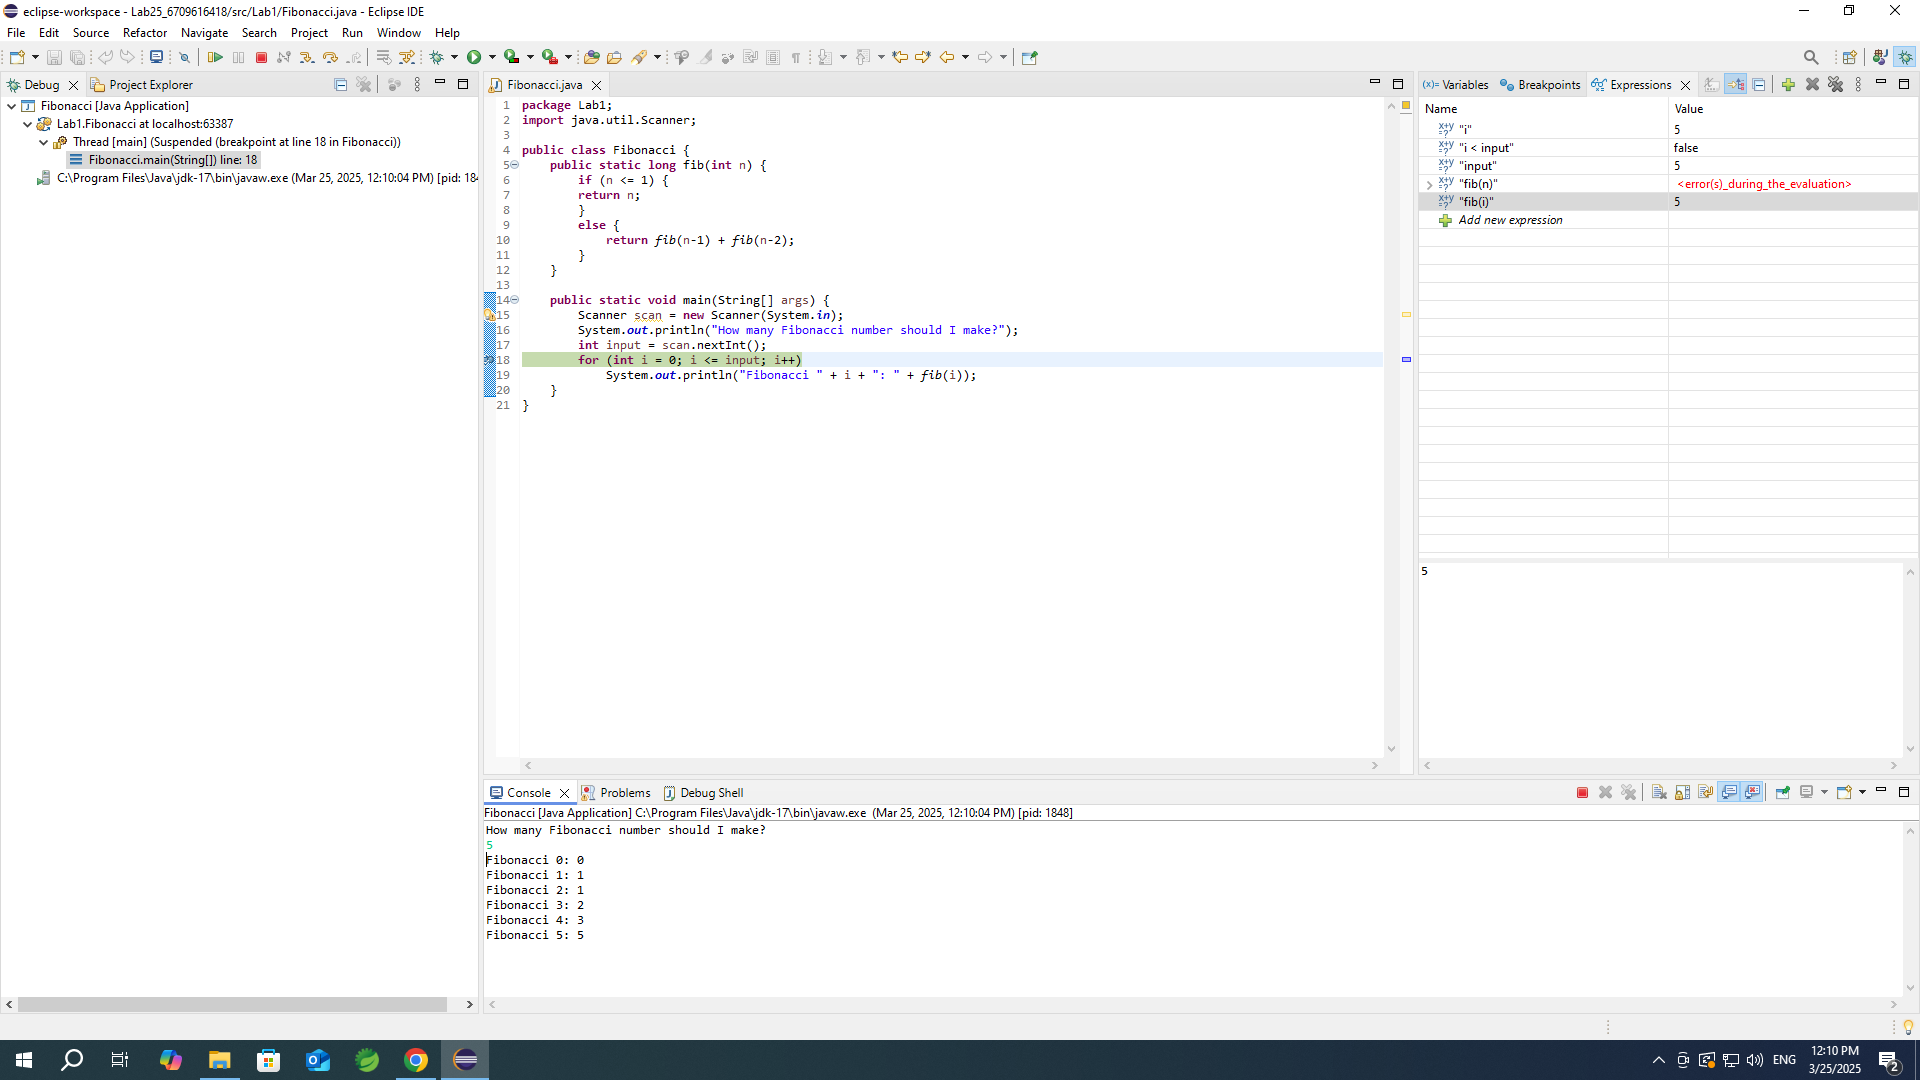 eclipse-workspace - Lab25_6709616418/src/Lab1/Fibonacci.java - Eclipse IDE
File Edit Source Refactor Navigate Search Project Run Window Help
Debug Project Explorer
Fibonacci [Java Application]
Lab1.Fibonacci at localhost:63387
Thread [main] (Suspended (breakpoint at line 18 in Fibonacci))
Fibonacci.main(String[]) line: 18
C:\Program Files\Java\jdk-17\bin\javaw.exe (Mar 25, 2025, 12:10:04 PM) [pid: 184
Fibonacci.java
1 package Lab1;
2 import java.util.Scanner;
3
4 public class Fibonacci {
5 public static long fib(int n) {
6 if (n <= 1) {
7 return n;
8 }
9 else {
10 return fib(n-1) + fib(n-2);
11 }
12 }
13
14 public static void main(String[] args) {
15 Scanner scan = new Scanner(System.in);
16 System.out.println("How many Fibonacci number should I make?");
17 int input = scan.nextInt();
18 for (int i = 0; i <= input; i++)
19 System.out.println("Fibonacci " + i + ": " + fib(i));
20 }
21 }
(x)= Variables Breakpoints Expressions
Name Value
"i" 5
"i < input" false
"input" 5
"fib(n)" <error(s)_during_the_evaluation>
"fib(i)" 5
Add new expression
5
Console Problems Debug Shell
Fibonacci [Java Application] C:\Program Files\Java\jdk-17\bin\javaw.exe (Mar 25, 2025, 12:10:04 PM) [pid: 1848]
How many Fibonacci number should I make?
5
Fibonacci 0: 0
Fibonacci 1: 1
Fibonacci 2: 1
Fibonacci 3: 2
Fibonacci 4: 3
Fibonacci 5: 5
ENG
12:10 PM
3/25/2025
2